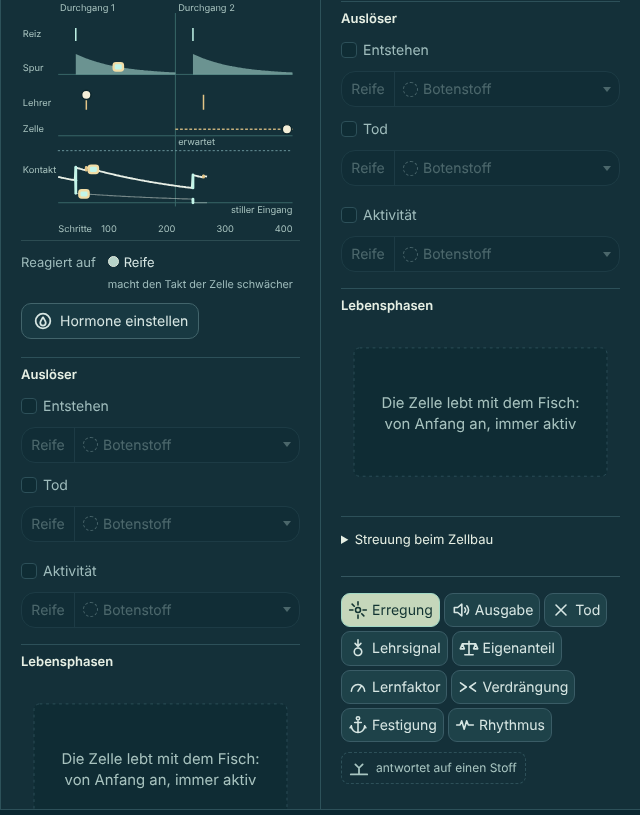 Durchgang 1
Durchgang 2
Reiz
Spur
Lehrer
Zelle
erwartet
Kontakt
stiller Eingang
Schritte 100 200 300 400
Reagiert auf Reife
macht den Takt der Zelle schwächer
Hormone einstellen
Auslöser
Entstehen
Reife Botenstoff
Tod
Reife Botenstoff
Aktivität
Reife Botenstoff
Lebensphasen
Die Zelle lebt mit dem Fisch:
von Anfang an, immer aktiv
Auslöser
Entstehen
Reife Botenstoff
Tod
Reife Botenstoff
Aktivität
Reife Botenstoff
Lebensphasen
Die Zelle lebt mit dem Fisch:
von Anfang an, immer aktiv
Streuung beim Zellbau
Erregung Ausgabe Tod
Lehrsignal Eigenanteil
Lernfaktor Verdrängung
Festigung Rhythmus
antwortet auf einen Stoff